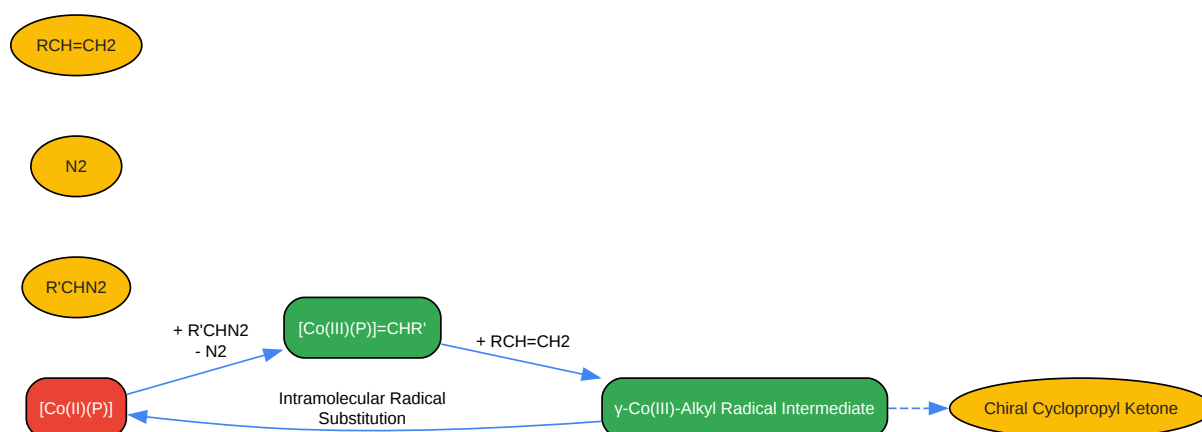 RCH=CH2
N2
R'CHN2
+ R'CHN2
- N2
[Co(III)(P)]=CHR'
+ RCH=CH2
[Co(II)(P)]
Intramolecular Radical
Substitution
γ-Co(III)-Alkyl Radical Intermediate
Chiral Cyclopropyl Ketone